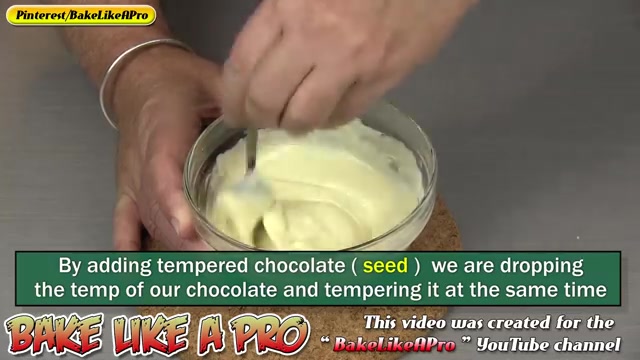 Pinterest/BakeLikeAPro
By adding tempered chocolate ( seed ) we are dropping
the temp of our chocolate and tempering it at the same time
BAKE LIKE A PRO
This video was created for the
" BakeLikeAPro " YouTube channel